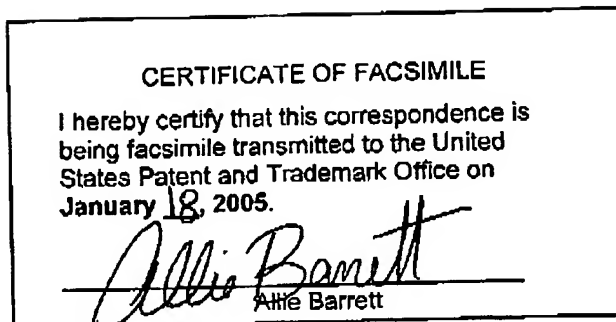 CERTIFICATE OF FACSIMILE
I hereby certify that this correspondence is
being facsimile transmitted to the United
States Patent and Trademark Office on
January 18, 2005.
Allie Barrett
Allie Barrett